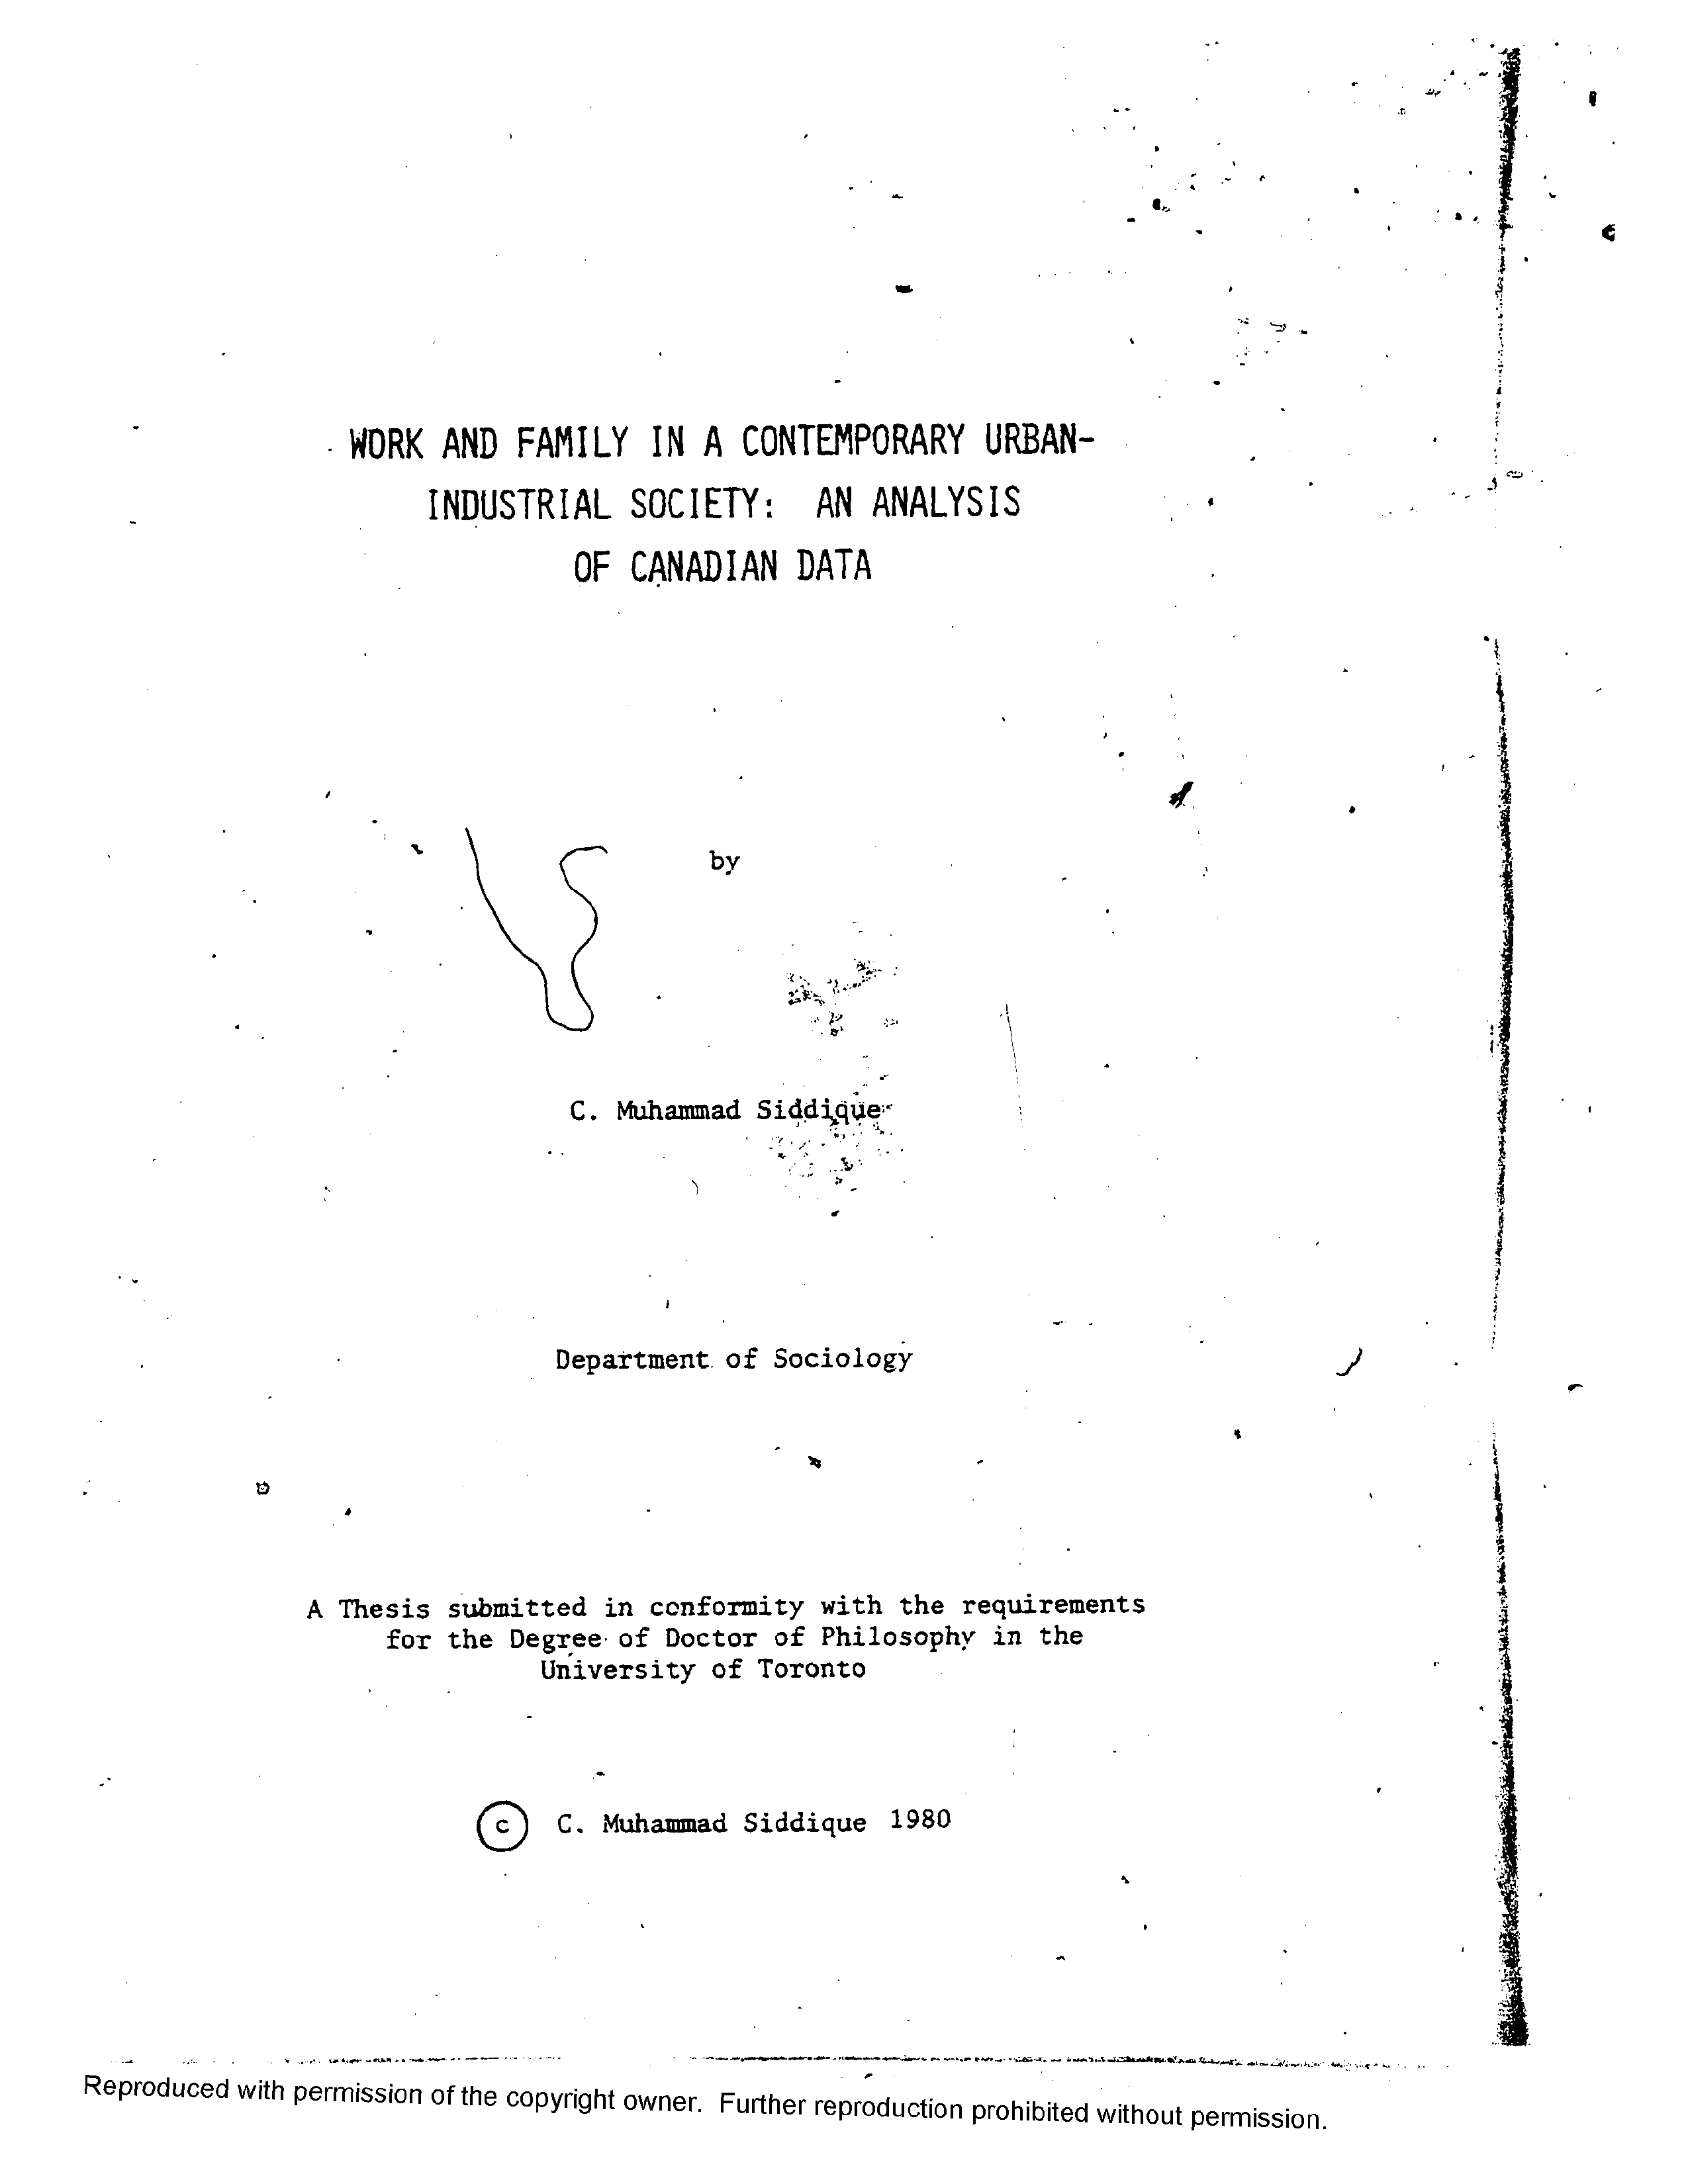 WORK AND FAMILY IN A CONTEMPORARY URBAN-
INDUSTRIAL SOCIETY: AN ANALYSIS
OF CANADIAN DATA
by
C. Muhammad Siddique
Department of Sociology
A Thesis submitted in conformity with the requirements
for the Degree of Doctor of Philosophy in the
University of Toronto
© C. Muhammad Siddique 1980
Reproduced with permission of the copyright owner. Further reproduction prohibited without permission.